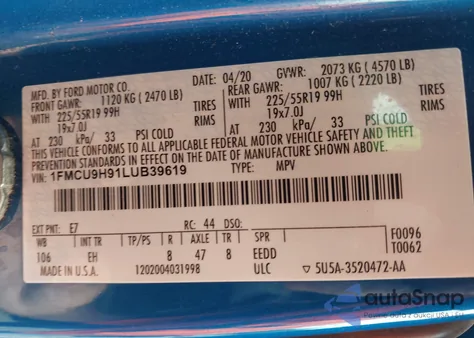 MFD. BY FORD MOTOR CO.
DATE: 04/20 GVWR: 2073 KG ( 4570 LB)
FRONT GAWR: 1120 KG ( 2470 LB) REAR GAWR: 1007 KG ( 2220 LB)
WITH WITH
225/55R19 99H TIRES 225/55R19 99H TIRES
19x7.0J RIMS 19x7.0J RIMS
AT 230 kPa/ 33 PSI COLD AT 230 kPa/ 33 PSI COLD
THIS VEHICLE CONFORMS TO ALL APPLICABLE FEDERAL MOTOR VEHICLE SAFETY AND THEFT
PREVENTION STANDARDS IN EFFECT ON THE DATE OF MANUFACTURE SHOWN ABOVE.
VIN: 1FMCU9H91LUB39619 TYPE: MPV
F0096
T0062
EXT PNT: E7 RC: 44 DSO:
WB INT TR TP/PS R AXLE TR SPR
106 EH 8 47 8 EEDD
MADE IN U.S.A. 1202004031998 ULC ▽ 5U5A-3520472-AA
autoSnap